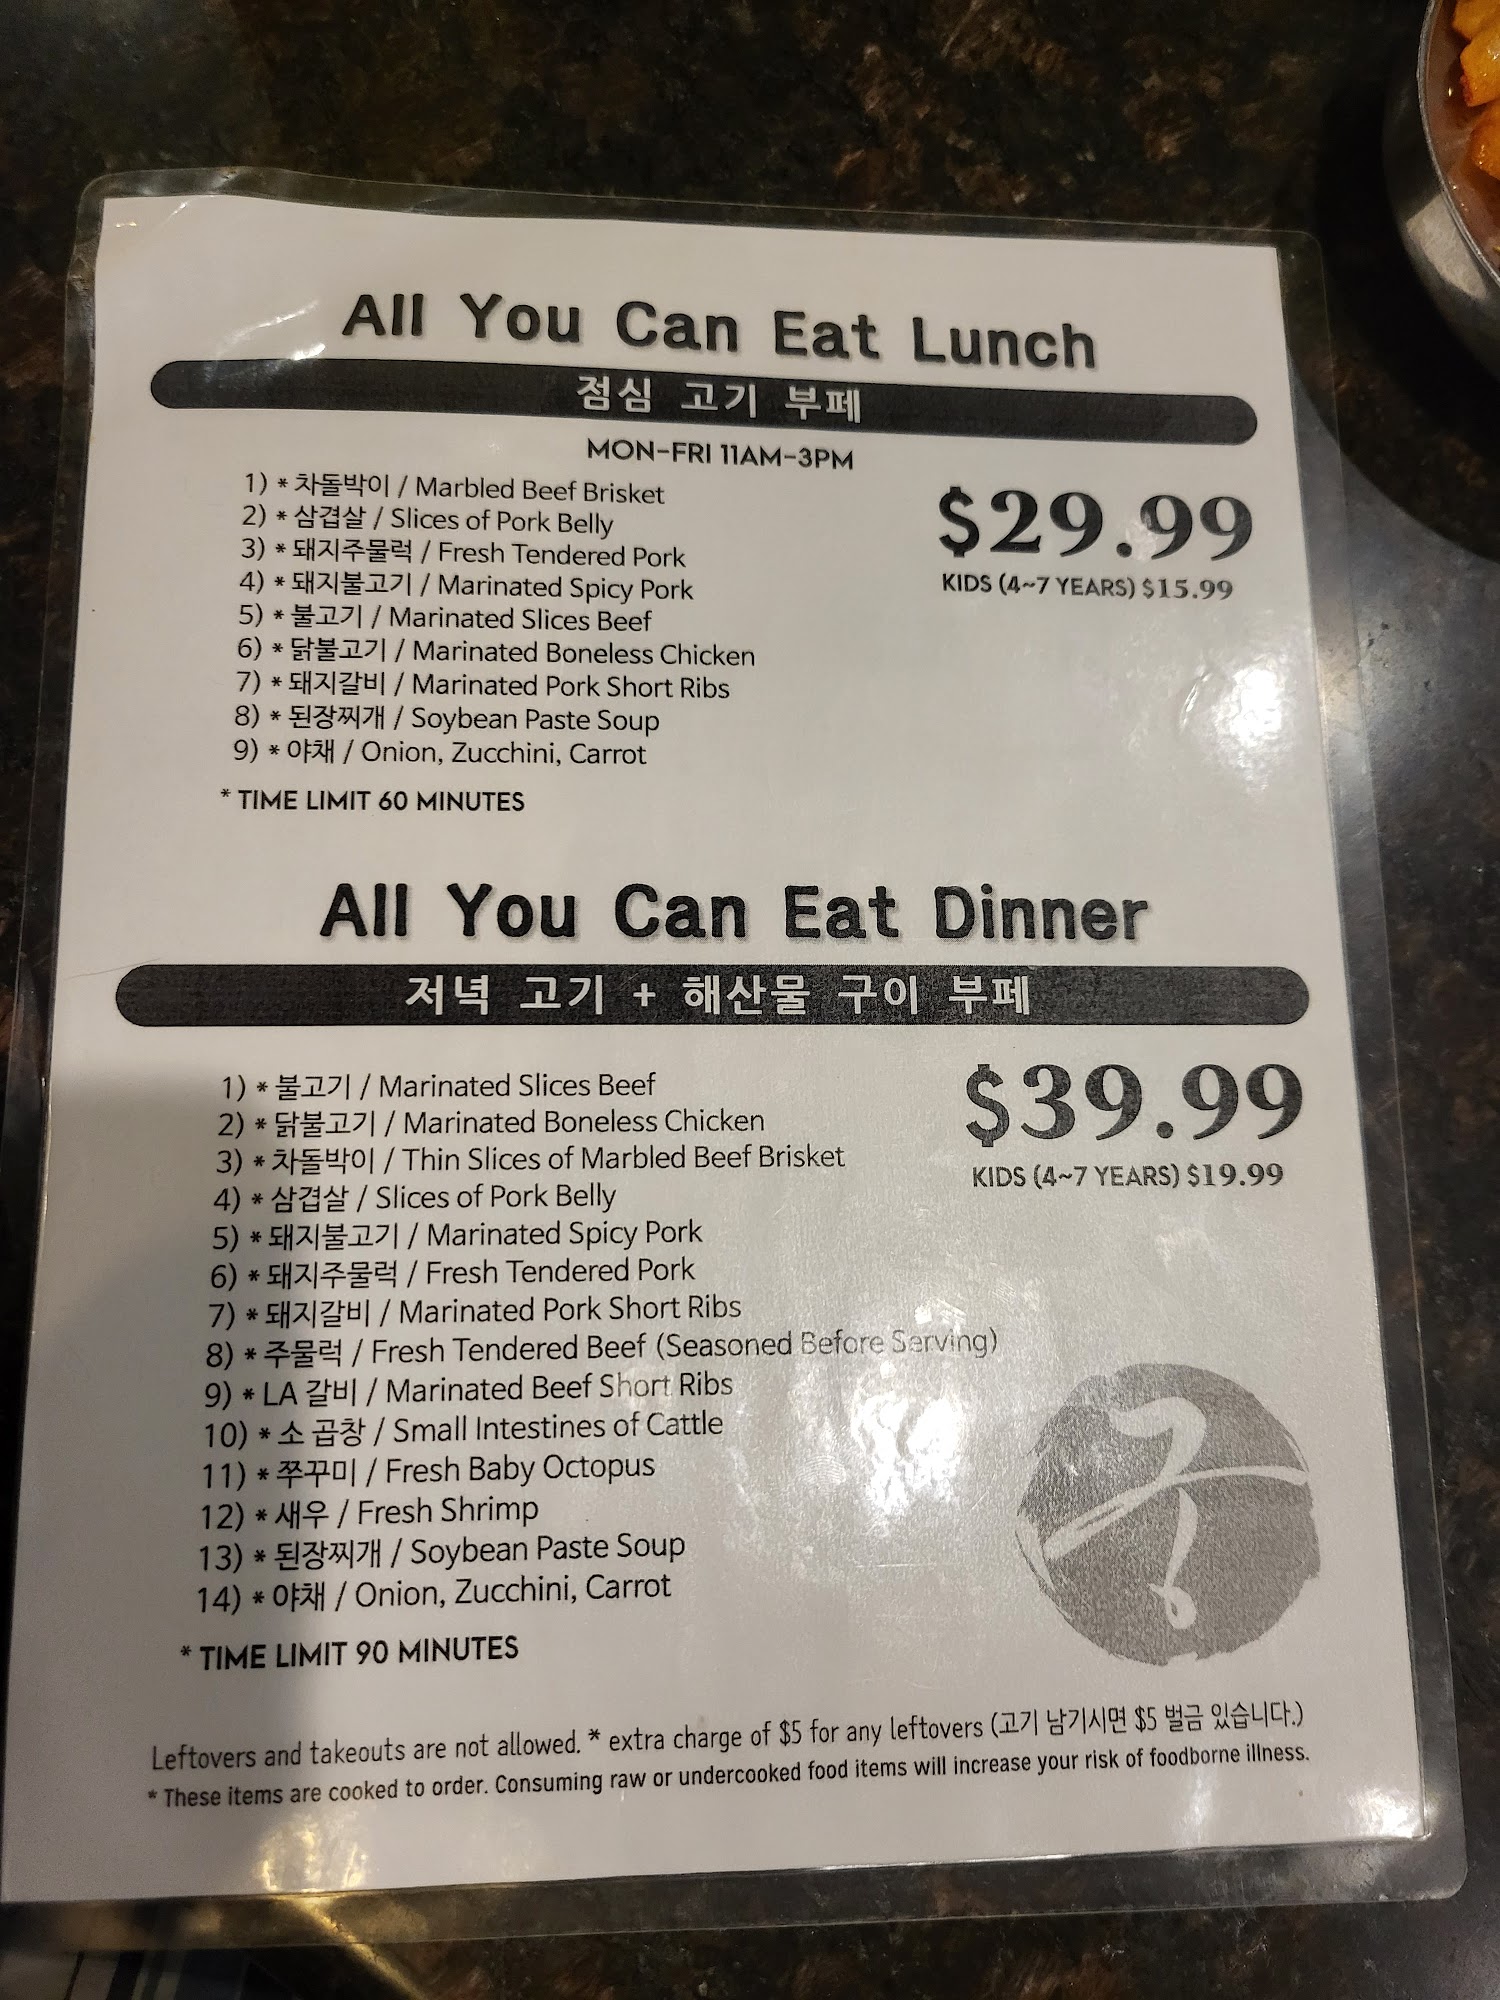 All You Can Eat Lunch
점심 고기 부페
MON-FRI 11AM-3PM
1) * 차돌박이 / Marbled Beef Brisket
2) * 삼겹살 / Slices of Pork Belly
3) * 돼지주물럭 / Fresh Tendered Pork
4) * 돼지불고기 / Marinated Spicy Pork
5) * 불고기 / Marinated Slices Beef
6) * 닭불고기 / Marinated Boneless Chicken
7) * 돼지갈비 / Marinated Pork Short Ribs
8) * 된장찌개 / Soybean Paste Soup
9) * 야채 / Onion, Zucchini, Carrot
$29.99
KIDS (4~7 YEARS) $15.99
* TIME LIMIT 60 MINUTES
All You Can Eat Dinner
저녁 고기 + 해산물 구이 부페
1) * 불고기 / Marinated Slices Beef
2) * 닭불고기 / Marinated Boneless Chicken
3) * 차돌박이 / Thin Slices of Marbled Beef Brisket
4) * 삼겹살 / Slices of Pork Belly
5) * 돼지불고기 / Marinated Spicy Pork
6) * 돼지주물럭 / Fresh Tendered Pork
7) * 돼지갈비 / Marinated Pork Short Ribs
8) * 주물럭 / Fresh Tendered Beef (Seasoned Before Serving)
9) * LA 갈비 / Marinated Beef Short Ribs
10) * 소 곱창 / Small Intestines of Cattle
11) * 쭈꾸미 / Fresh Baby Octopus
12) * 새우 / Fresh Shrimp
13) * 된장찌개 / Soybean Paste Soup
14) * 야채 / Onion, Zucchini, Carrot
$39.99
KIDS (4~7 YEARS) $19.99
구
* TIME LIMIT 90 MINUTES
Leftovers and takeouts are not allowed. * extra charge of $5 for any leftovers (고기 남기시면 $5 벌금 있습니다.)
* These items are cooked to order. Consuming raw or undercooked food items will increase your risk of foodborne illness.